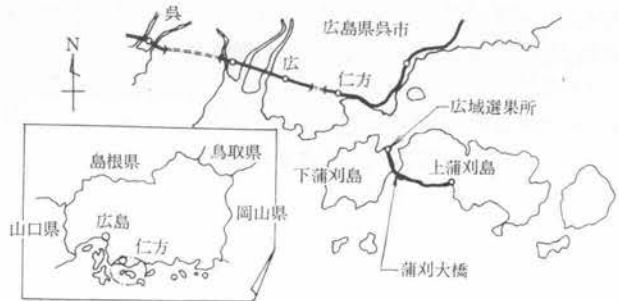 呉
広島県呉市
N
広
仁方
広域選果所
下蒲刈島
上蒲刈島
蒲刈大橋
鳥取県
島根県
岡山県
山口県
広島
仁方